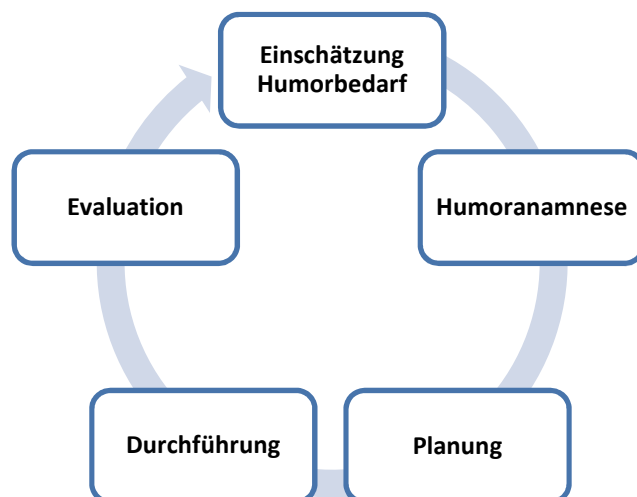 Einschätzung
Humorbedarf
Humoranamnese
Planung
Durchführung
Evaluation